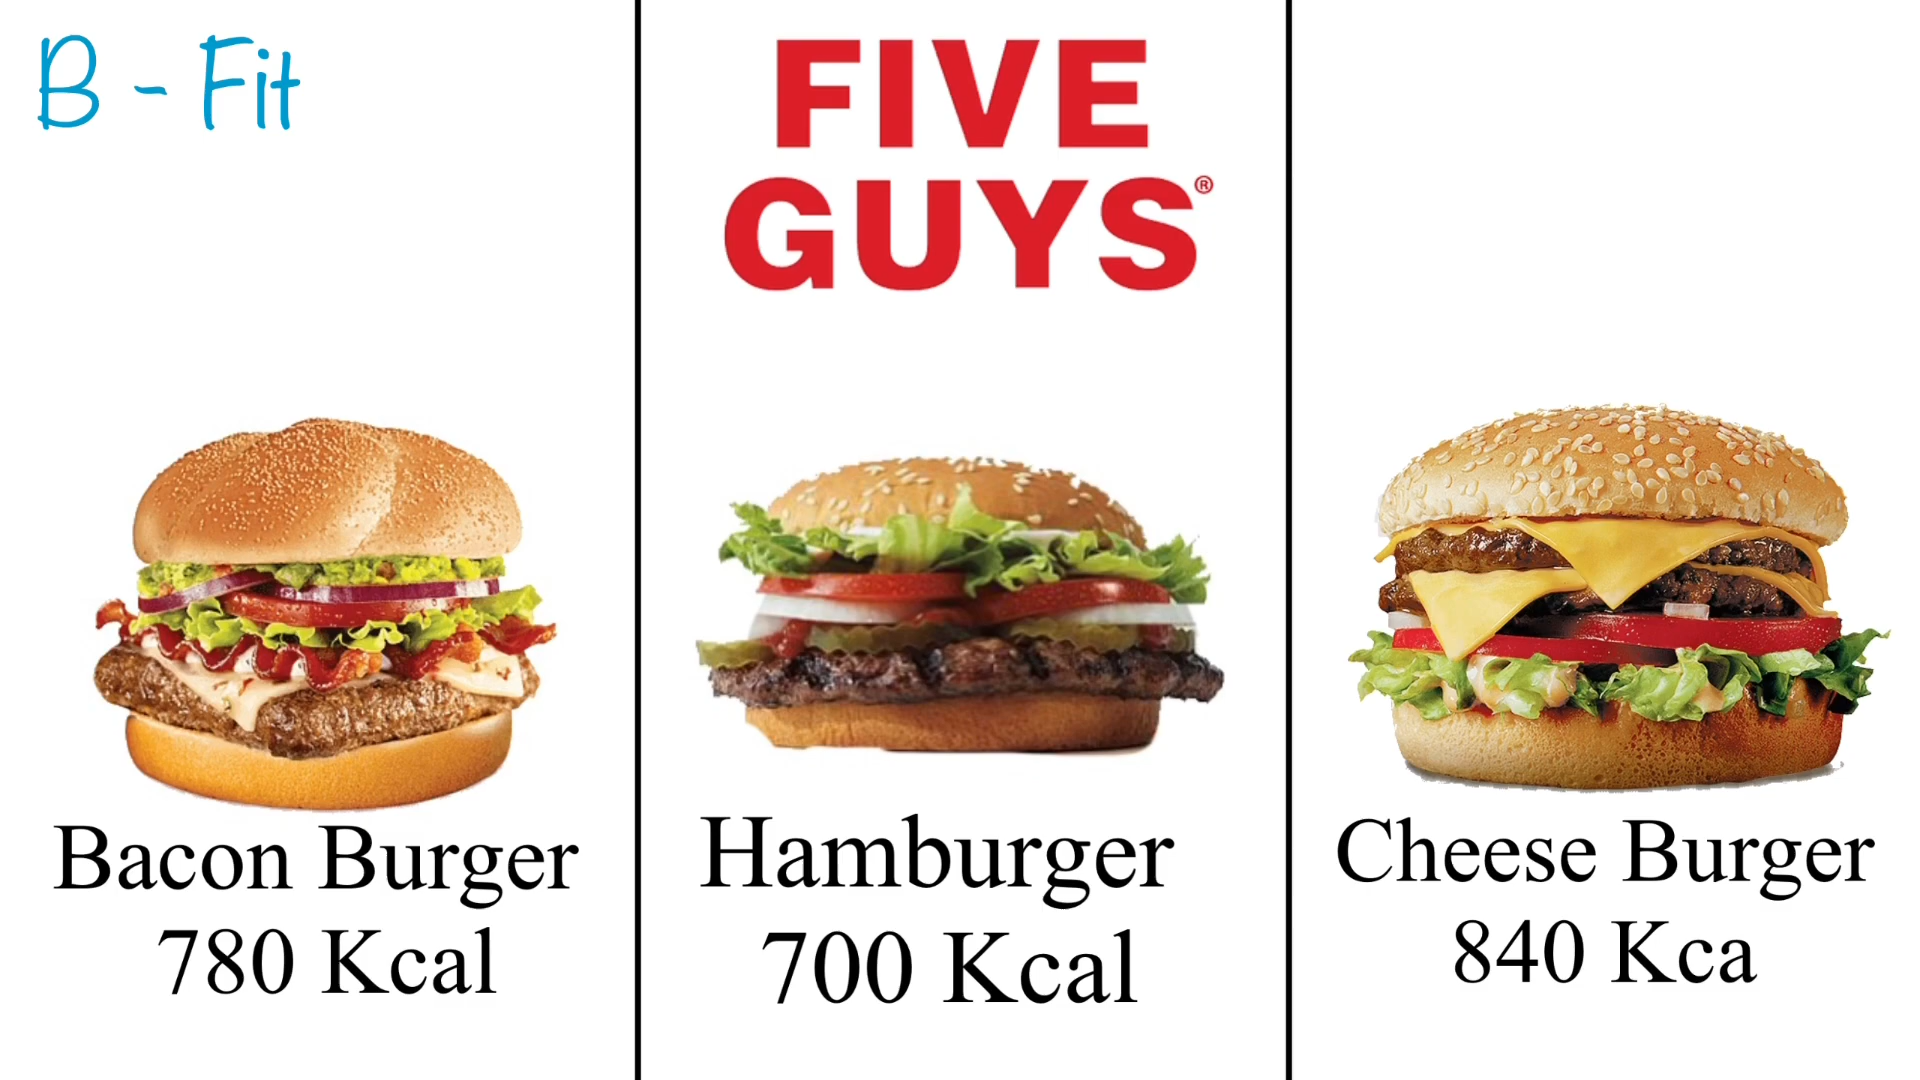 B - Fit
FIVE
GUYS®
Bacon Burger
780 Kcal
Hamburger
700 Kcal
Cheese Burger
840 Kca